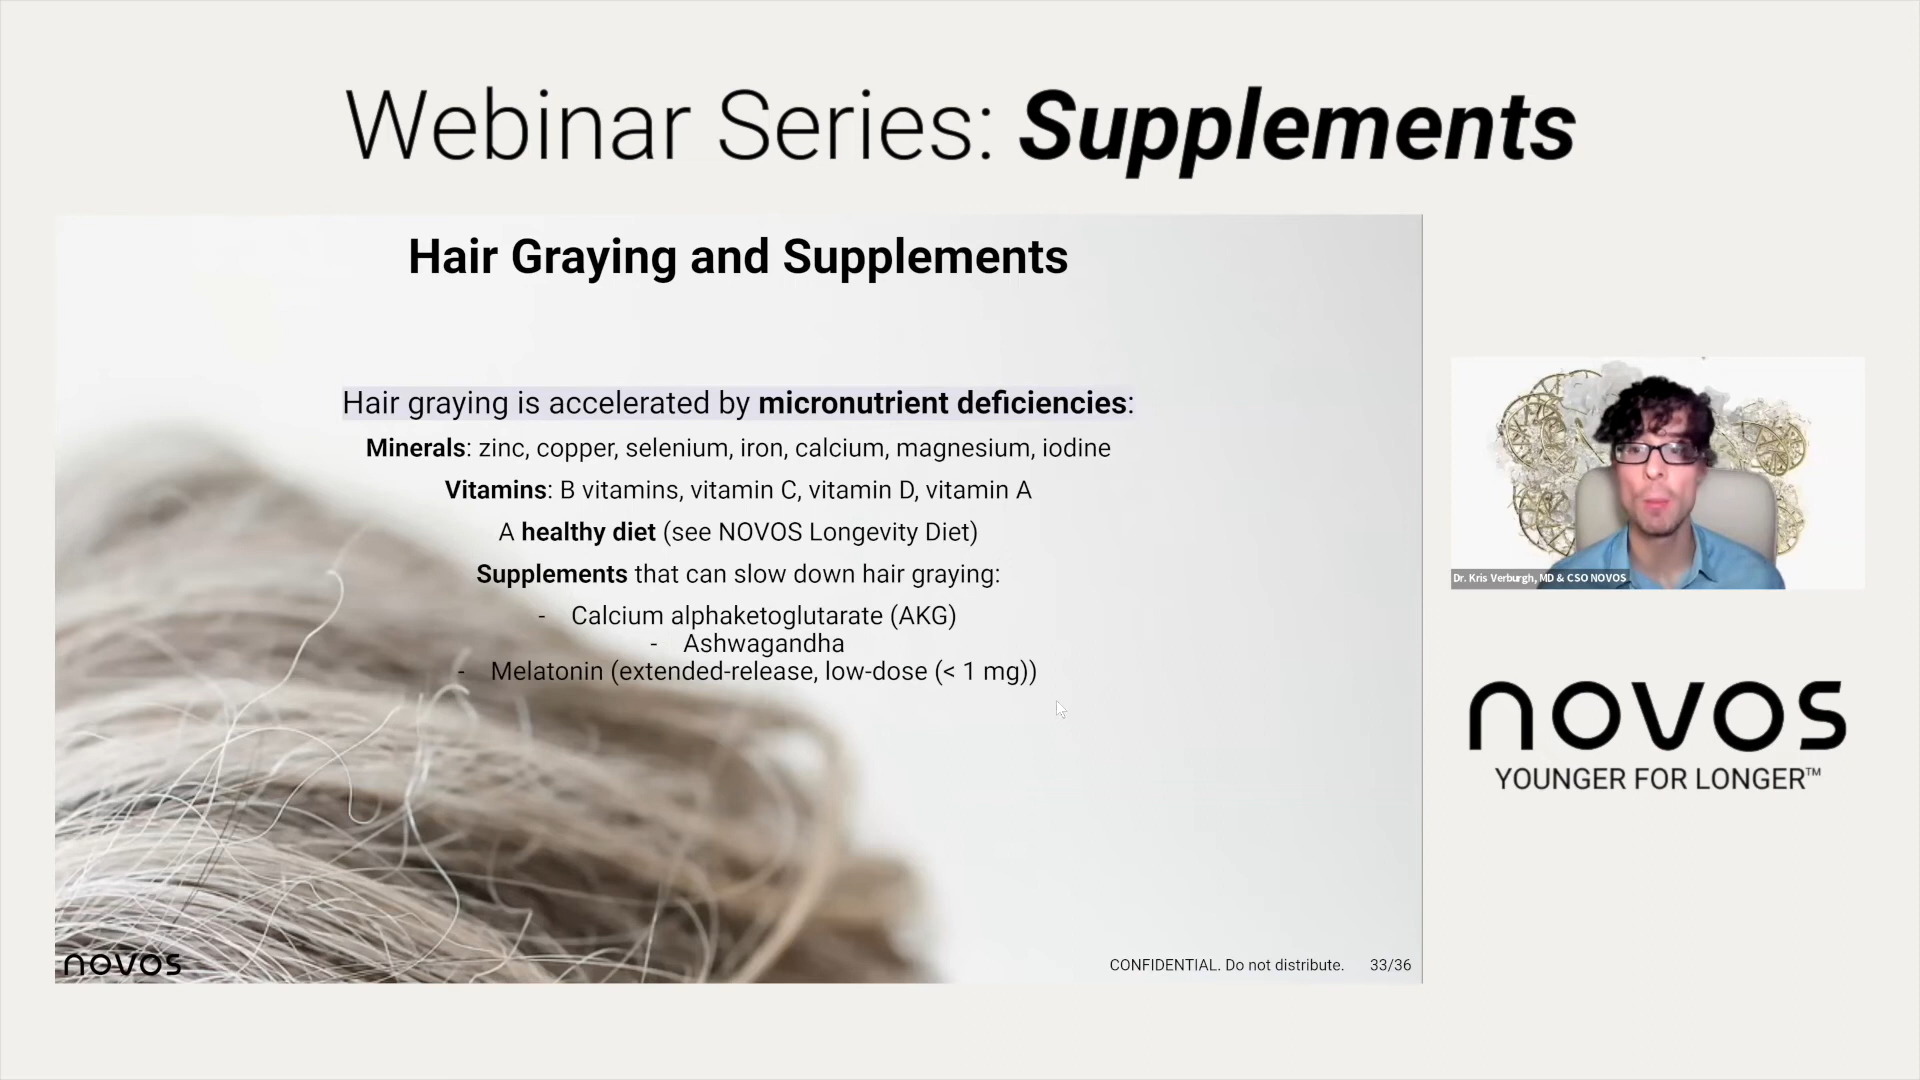 Webinar Series: Supplements
Hair Graying and Supplements
Hair graying is accelerated by micronutrient deficiencies:
Minerals: zinc, copper, selenium, iron, calcium, magnesium, iodine
Vitamins: B vitamins, vitamin C, vitamin D, vitamin A
A healthy diet (see NOVOS Longevity Diet)
Supplements that can slow down hair graying:
- Calcium alphaketoglutarate (AKG)
- Ashwagandha
- Melatonin (extended-release, low-dose (< 1 mg))
novos
CONFIDENTIAL. Do not distribute. 33/36
Dr. Kris Verburgh, MD & CSO NOVOS
novos
YOUNGER FOR LONGER™